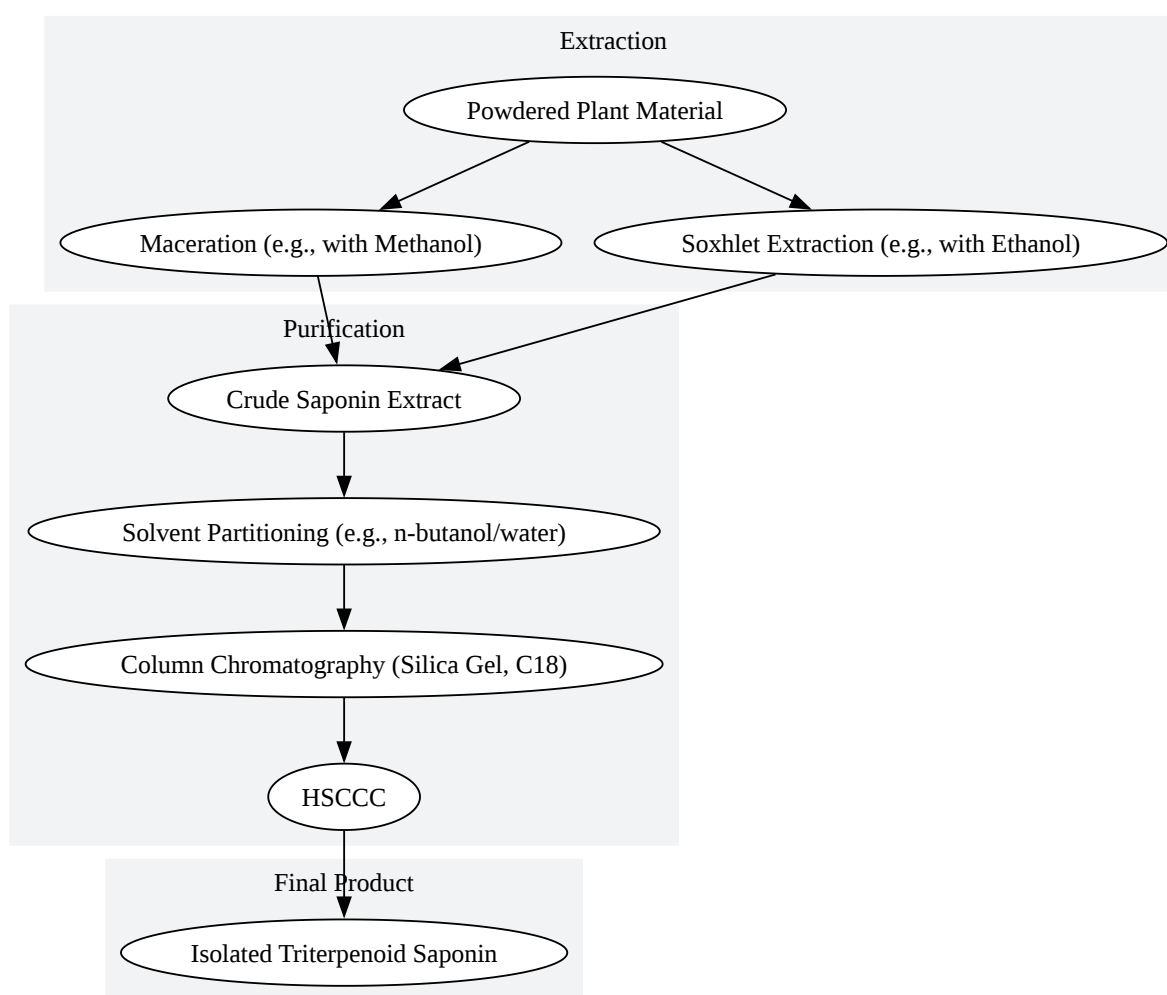 Extraction
Powdered Plant Material
Maceration (e.g., with Methanol)
Soxhlet Extraction (e.g., with Ethanol)
Purification
Crude Saponin Extract
Solvent Partitioning (e.g., n-butanol/water)
Column Chromatography (Silica Gel, C18)
HSCCC
Final Product
Isolated Triterpenoid Saponin